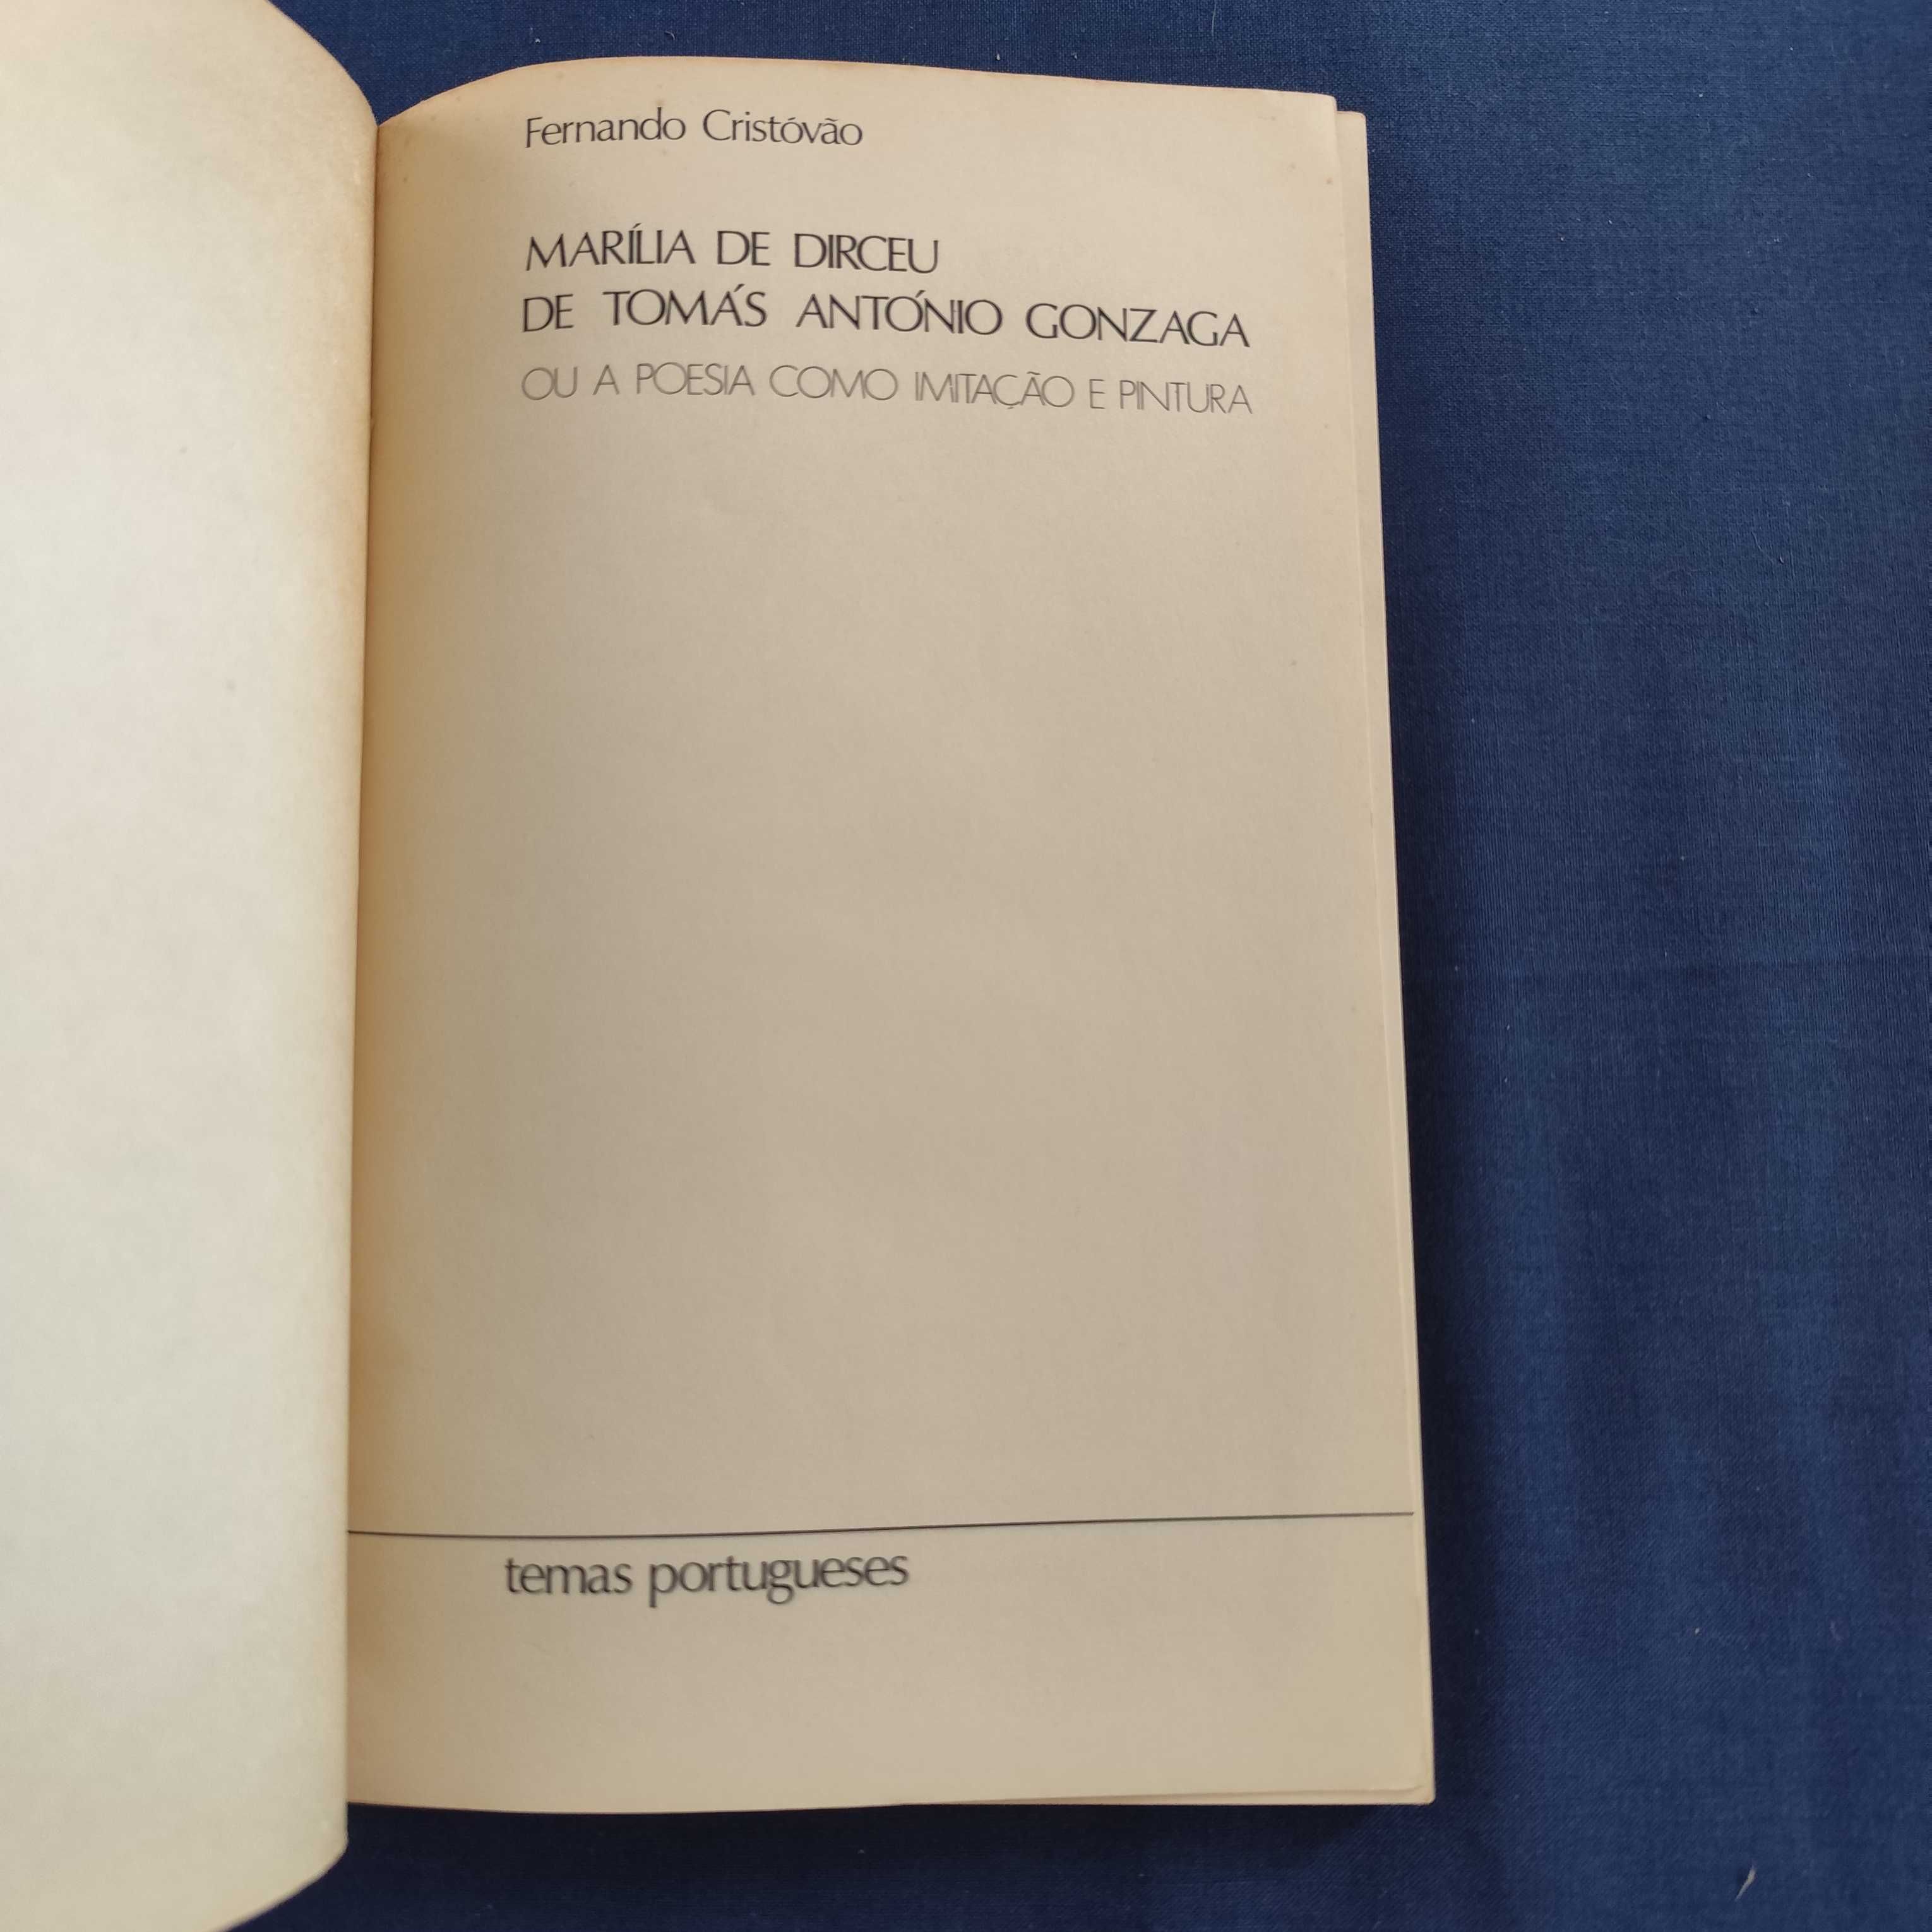 Fernando Cristóvão
MARÍLIA DE DIRCEU
DE TOMÁS ANTÓNIO GONZAGA
OU A POESIA COMO IMITAÇÃO E PINTURA
temas portugueses